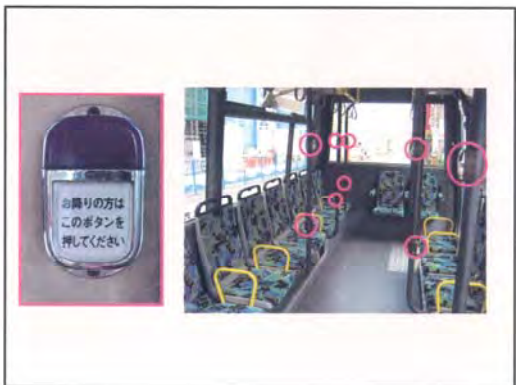 お降りの方は
このボタンを
押してください